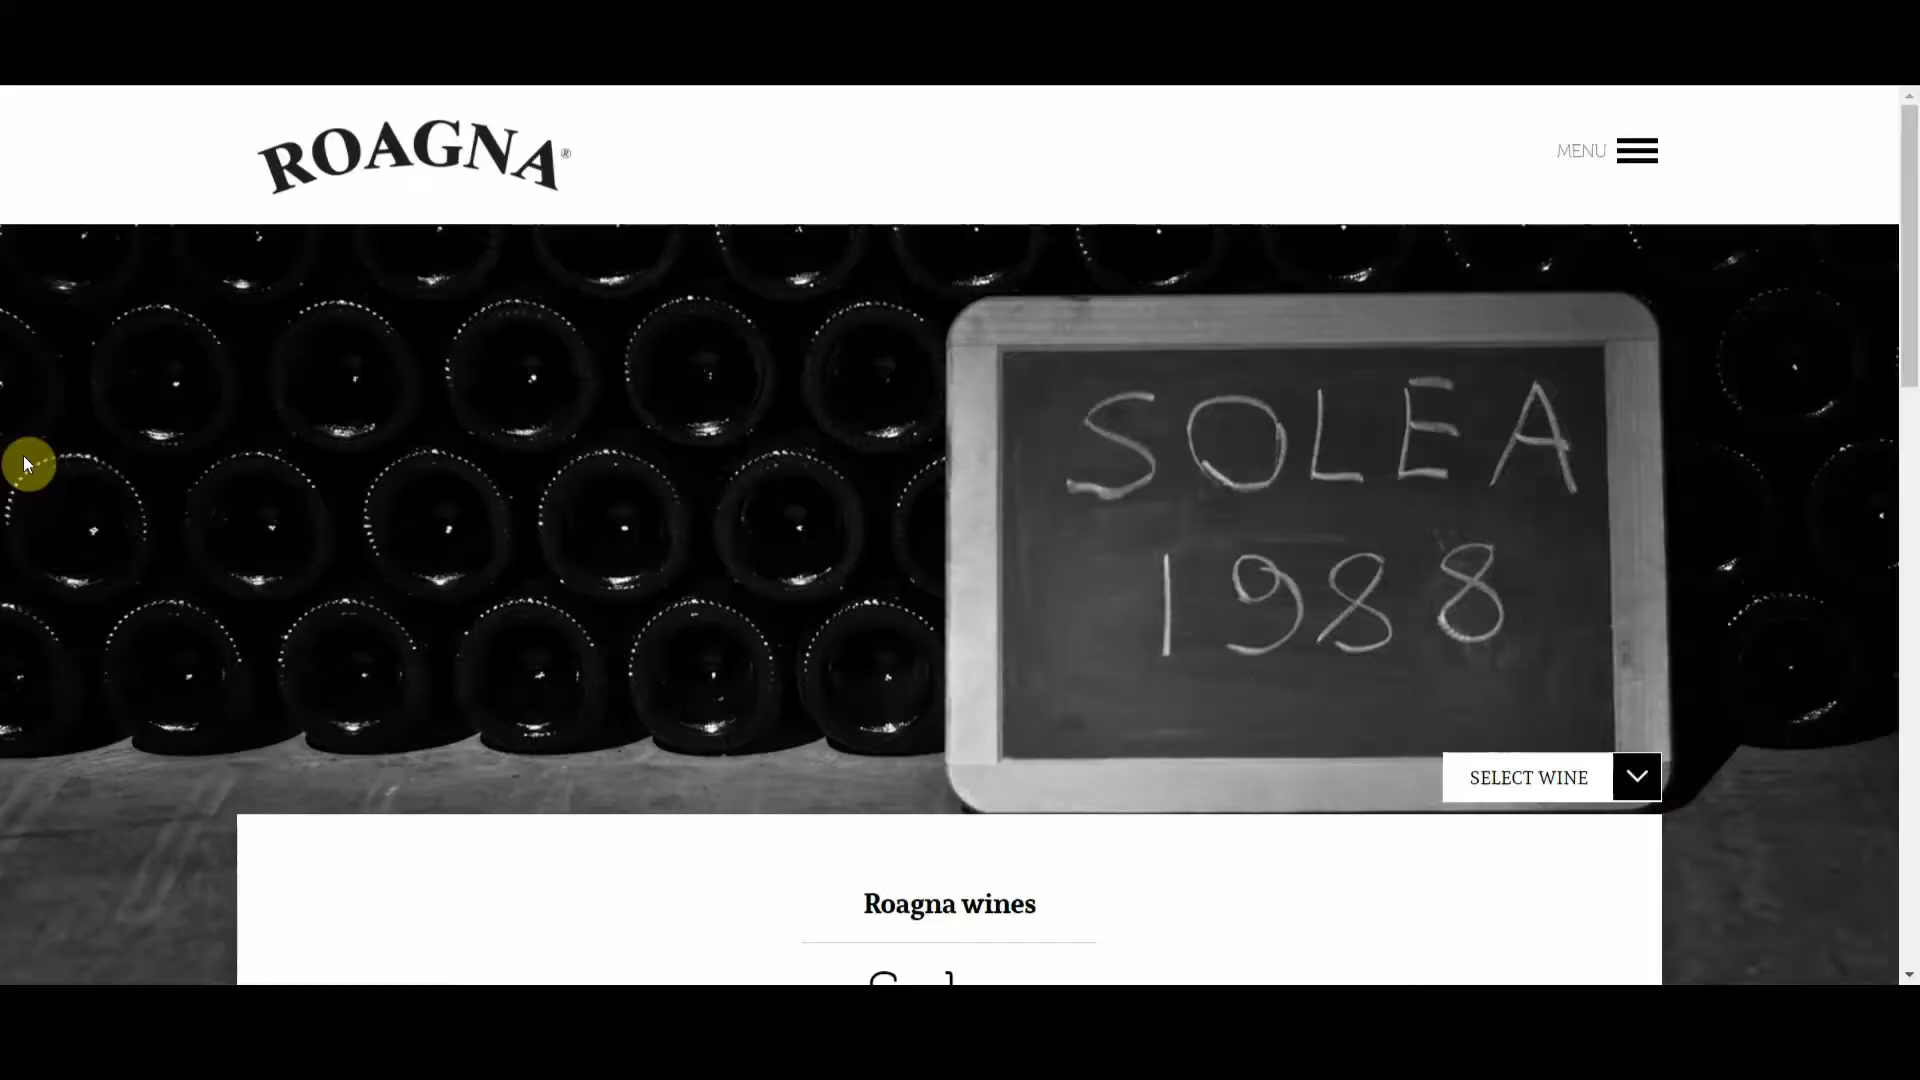 ROAGNA®
MENU
SOLEA
1988
SELECT WINE
Roagna wines